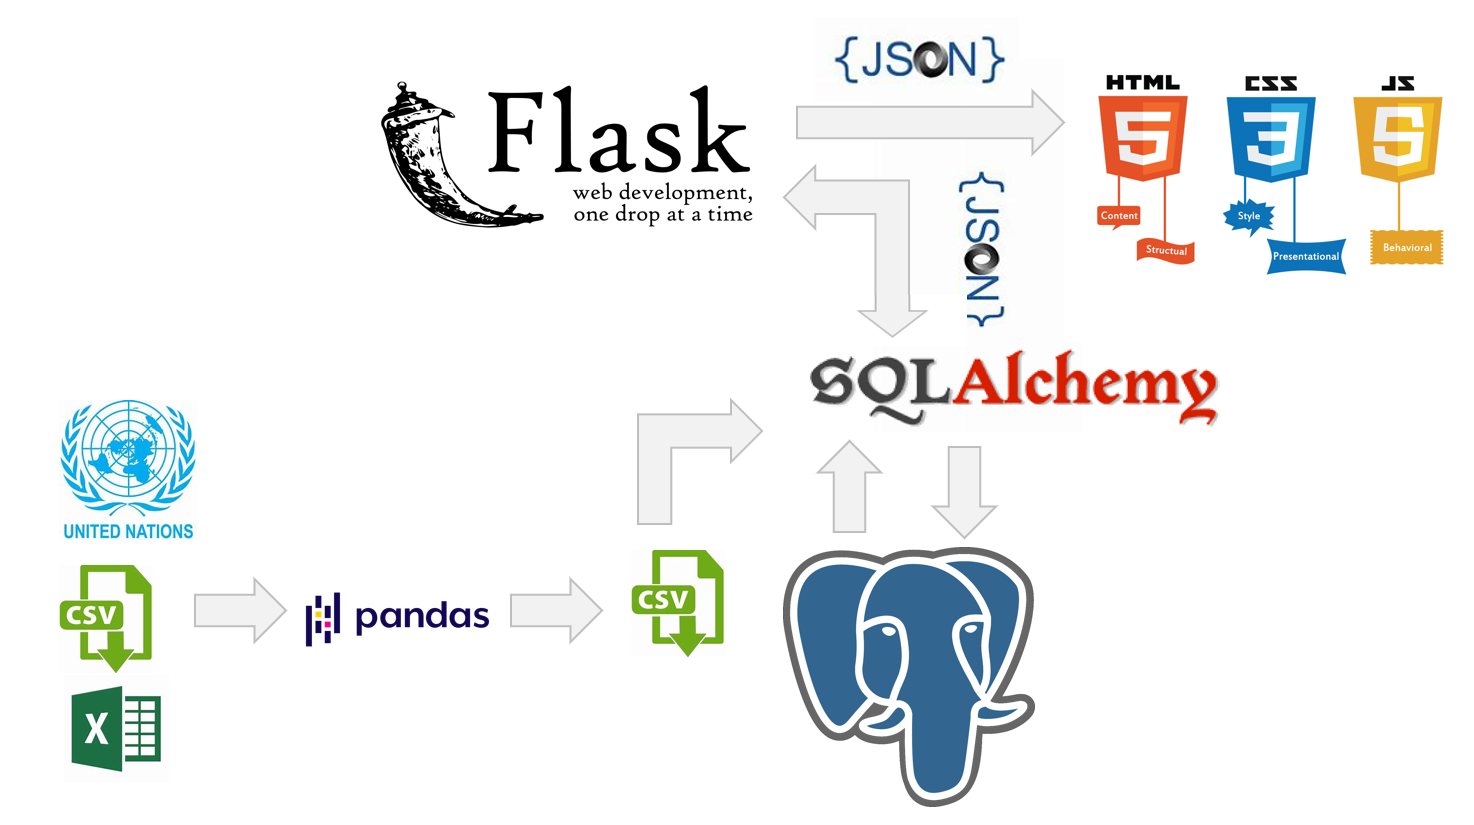 {JSON}
HTML
CSS
JS
5
3
5
Flask
web development,
one drop at a time
{JSON}
Content
Structual
Style
Presentational
Behavioral
SQLAlchemy
UNITED NATIONS
CSV
pandas
CSV
X